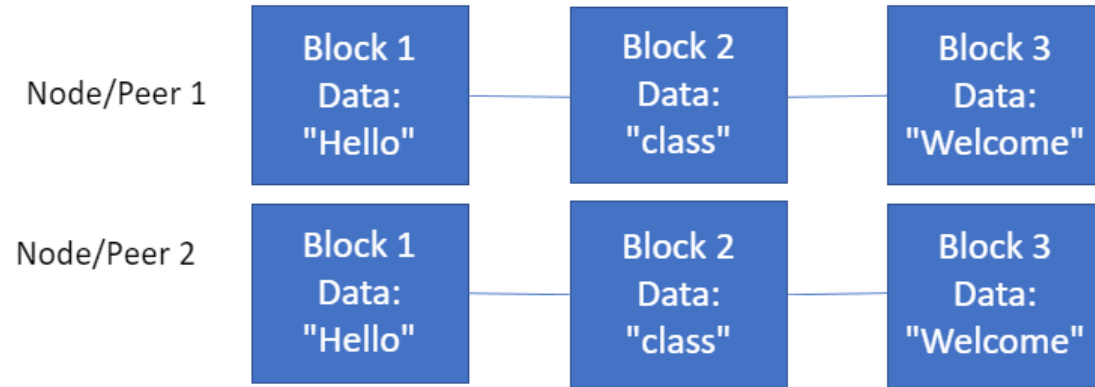 Node/Peer 1
Block 1
Data:
"Hello"
Block 2
Data:
"class"
Block 3
Data:
"Welcome"
Node/Peer 2
Block 1
Data:
"Hello"
Block 2
Data:
"class"
Block 3
Data:
"Welcome"